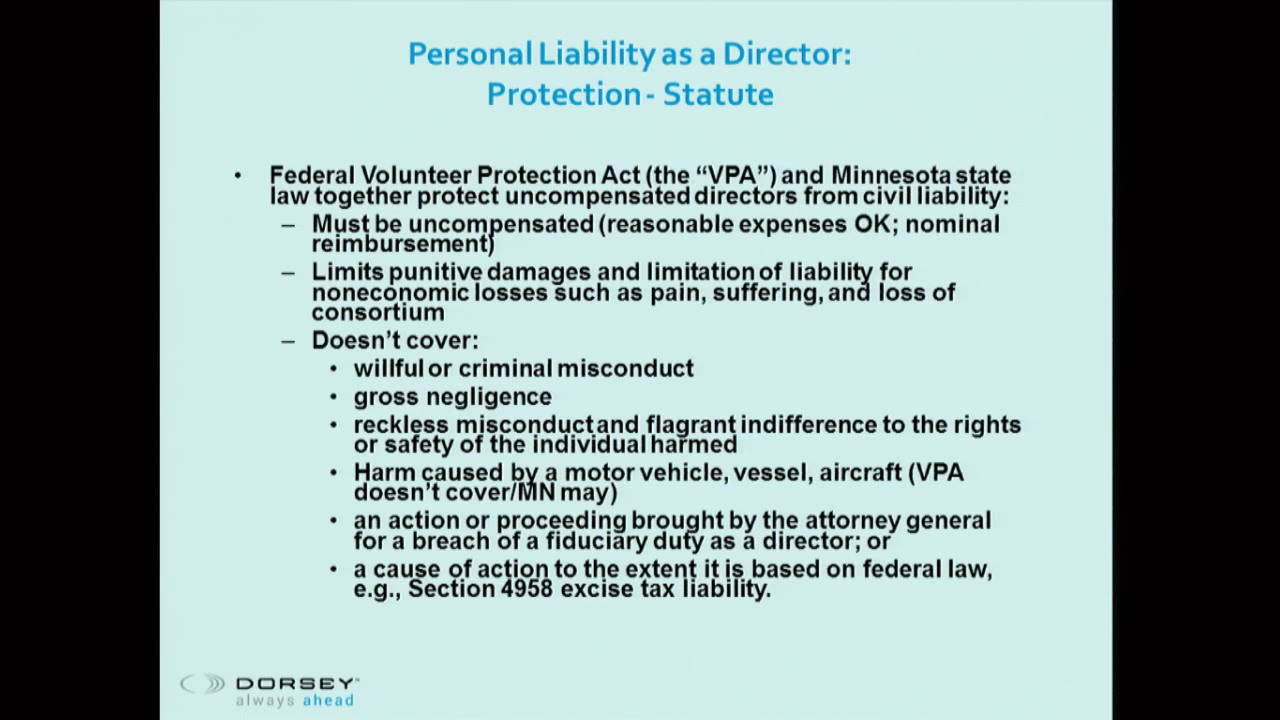 Personal Liability as a Director:
Protection - Statute
• Federal Volunteer Protection Act (the “VPA”) and Minnesota state
law together protect uncompensated directors from civil liability:
– Must be uncompensated (reasonable expenses OK; nominal
reimbursement)
– Limits punitive damages and limitation of liability for
noneconomic losses such as pain, suffering, and loss of
consortium
– Doesn’t cover:
• willful or criminal misconduct
• gross negligence
• reckless misconduct and flagrant indifference to the rights
or safety of the individual harmed
• Harm caused by a motor vehicle, vessel, aircraft (VPA
doesn’t cover/MN may)
• an action or proceeding brought by the attorney general
for a breach of a fiduciary duty as a director; or
• a cause of action to the extent it is based on federal law,
e.g., Section 4958 excise tax liability.
DORSEY™
always ahead